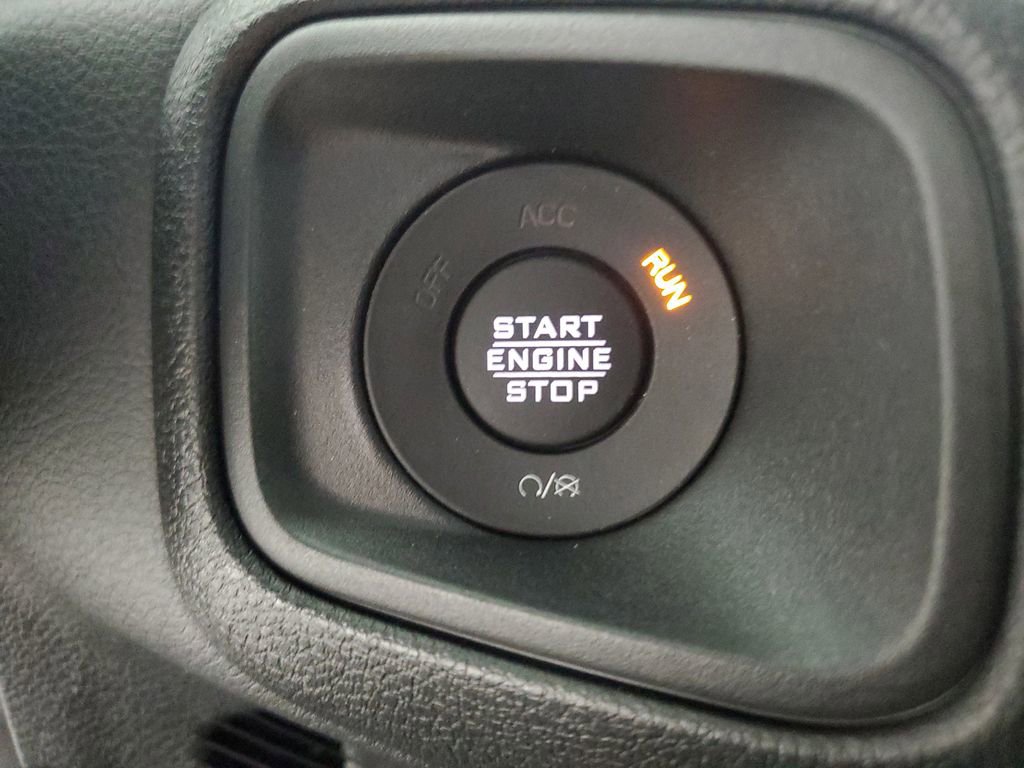 ACC
OFF
RUN
START
ENGINE
STOP